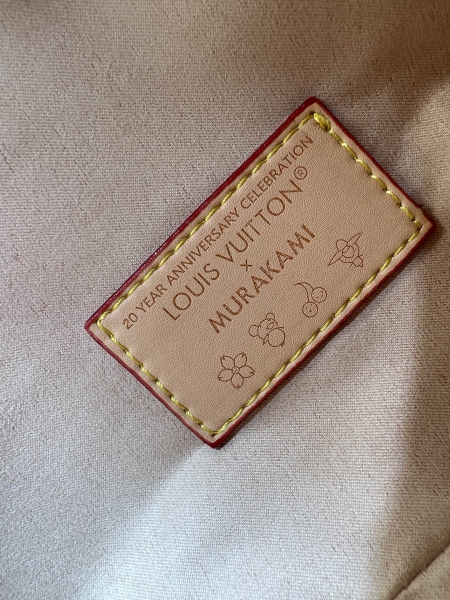 20 YEAR ANNIVERSARY CELEBRATION
LOUIS VUITTON®
×
MURAKAMI